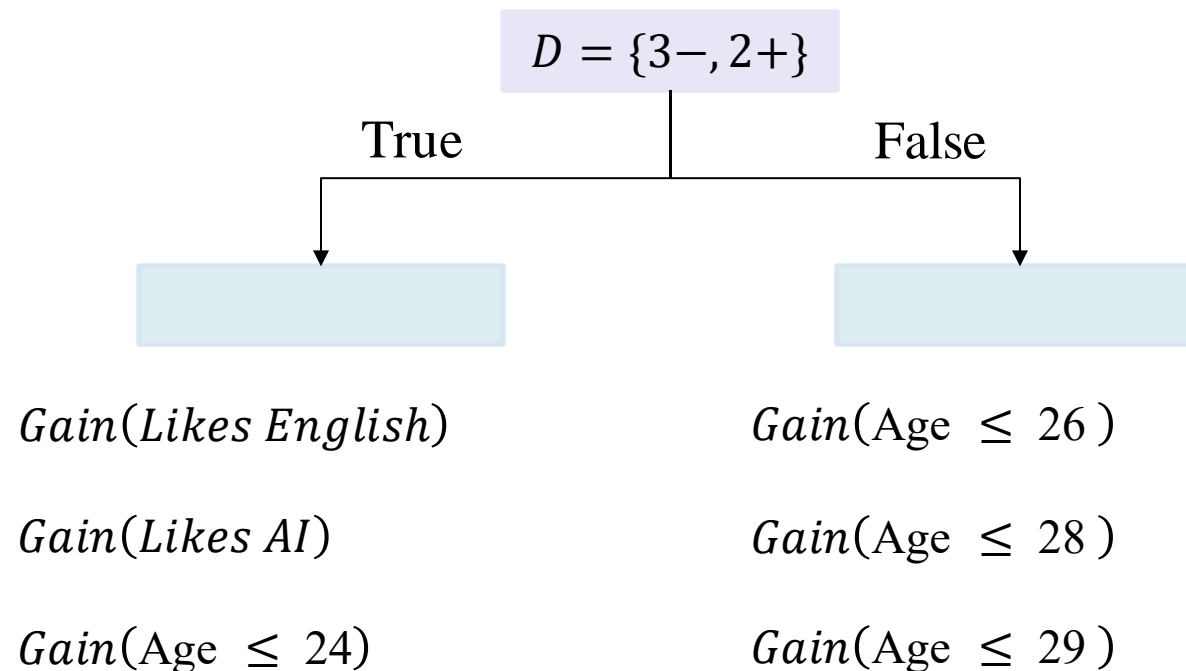 D = {3−, 2+}
True
False
Gain(Likes English)
Gain(Age ≤ 26 )
Gain(Likes AI)
Gain(Age ≤ 28 )
Gain(Age ≤ 24)
Gain(Age ≤ 29 )